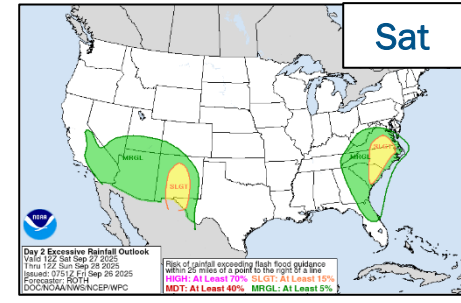 Sat
MRGL
SLGT
MRGL
SLGT
NOAA
Day 2 Excessive Rainfall Outlook
Valid 12Z Sat Sep 27 2025
Thru 12Z Sun Sep 28 2025
Issued: 0751Z Fri Sep 26 2025
Forecaster: ROTH
DOC/NOAA/NWS/NCEP/WPC
Risk of rainfall exceeding flash flood guidance
within 25 miles of a point to the right of a line
HIGH: At Least 70% SLGT: At Least 15%
MDT: At Least 40% MRGL: At Least 5%